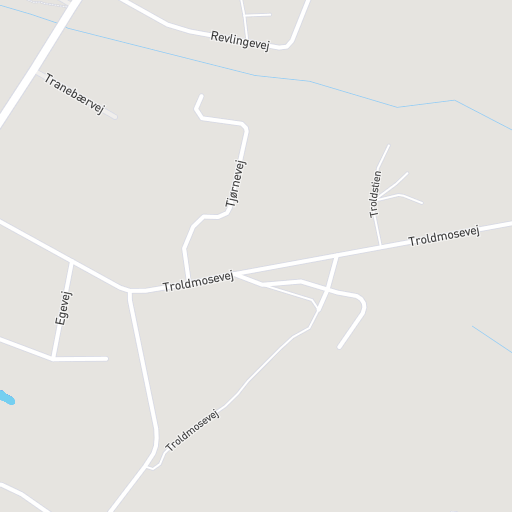 Revlingevej
Tranebærvej
Tjørnevej
Troldstien
Troldmosevej
Troldmosevej
Egevej
Troldmosevej